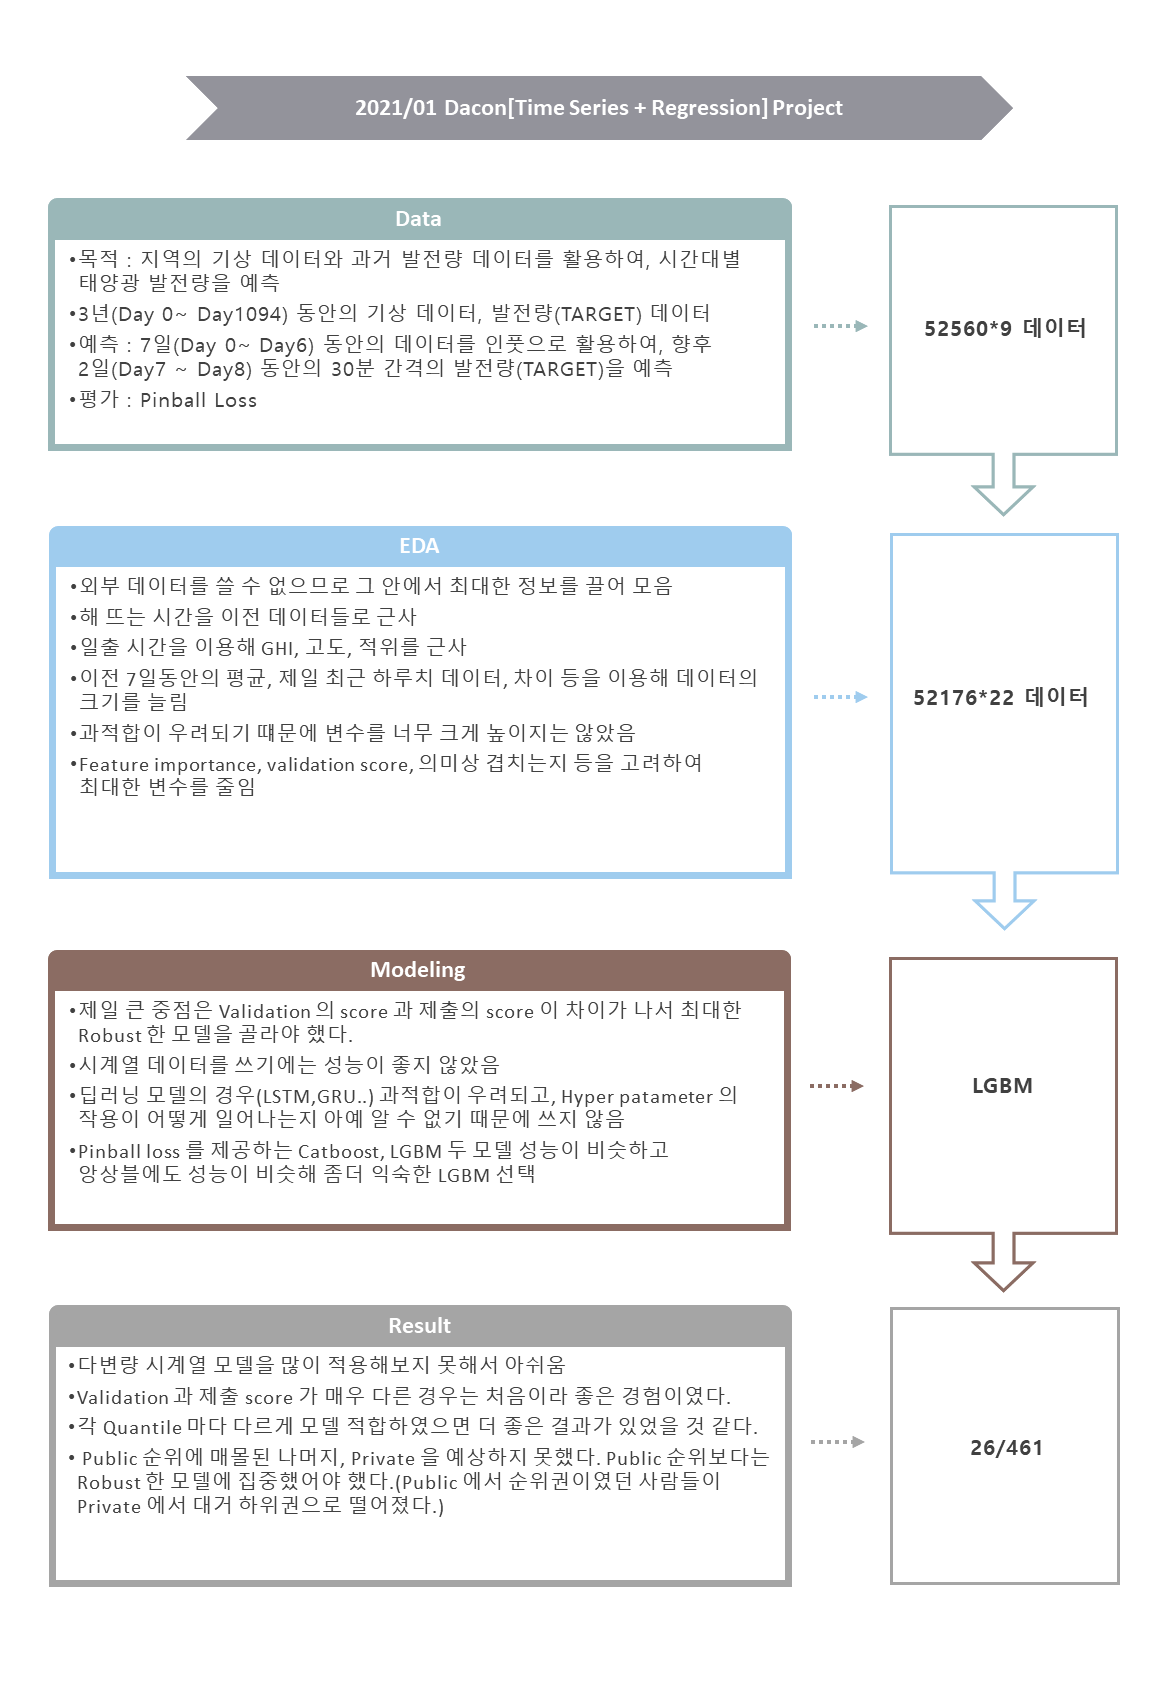 2021/01 Dacon[Time Series + Regression] Project
Data
•목적 : 지역의 기상 데이터와 과거 발전량 데이터를 활용하여, 시간대별
태양광 발전량을 예측
•3년(Day 0~ Day1094) 동안의 기상 데이터, 발전량(TARGET) 데이터
•예측 : 7일(Day 0~ Day6) 동안의 데이터를 인풋으로 활용하여, 향후
2일(Day7 ~ Day8) 동안의 30분 간격의 발전량(TARGET)을 예측
•평가 : Pinball Loss
52560*9 데이터
EDA
•외부 데이터를 쓸 수 없으므로 그 안에서 최대한 정보를 끌어 모음
•해 뜨는 시간을 이전 데이터들로 근사
•일출 시간을 이용해 GHI, 고도, 적위를 근사
•이전 7일동안의 평균, 제일 최근 하루치 데이터, 차이 등을 이용해 데이터의
크기를 늘림
•과적합이 우려되기 때문에 변수를 너무 크게 높이지는 않았음
•Feature importance, validation score, 의미상 겹치는지 등을 고려하여
최대한 변수를 줄임
52176*22 데이터
Modeling
•제일 큰 중점은 Validation 의 score 과 제출의 score 이 차이가 나서 최대한
Robust 한 모델을 골라야 했다.
•시계열 데이터를 쓰기에는 성능이 좋지 않았음
•딥러닝 모델의 경우(LSTM,GRU..) 과적합이 우려되고, Hyper patameter 의
작용이 어떻게 일어나는지 아예 알 수 없기 때문에 쓰지 않음
•Pinball loss 를 제공하는 Catboost, LGBM 두 모델 성능이 비슷하고
앙상블에도 성능이 비슷해 좀더 익숙한 LGBM 선택
LGBM
Result
•다변량 시계열 모델을 많이 적용해보지 못해서 아쉬움
•Validation 과 제출 score 가 매우 다른 경우는 처음이라 좋은 경험이였다.
•각 Quantile 마다 다르게 모델 적합하였으면 더 좋은 결과가 있었을 것 같다.
• Public 순위에 매몰된 나머지, Private 을 예상하지 못했다. Public 순위보다는
Robust 한 모델에 집중했어야 했다.(Public 에서 순위권이였던 사람들이
Private 에서 대거 하위권으로 떨어졌다.)
26/461